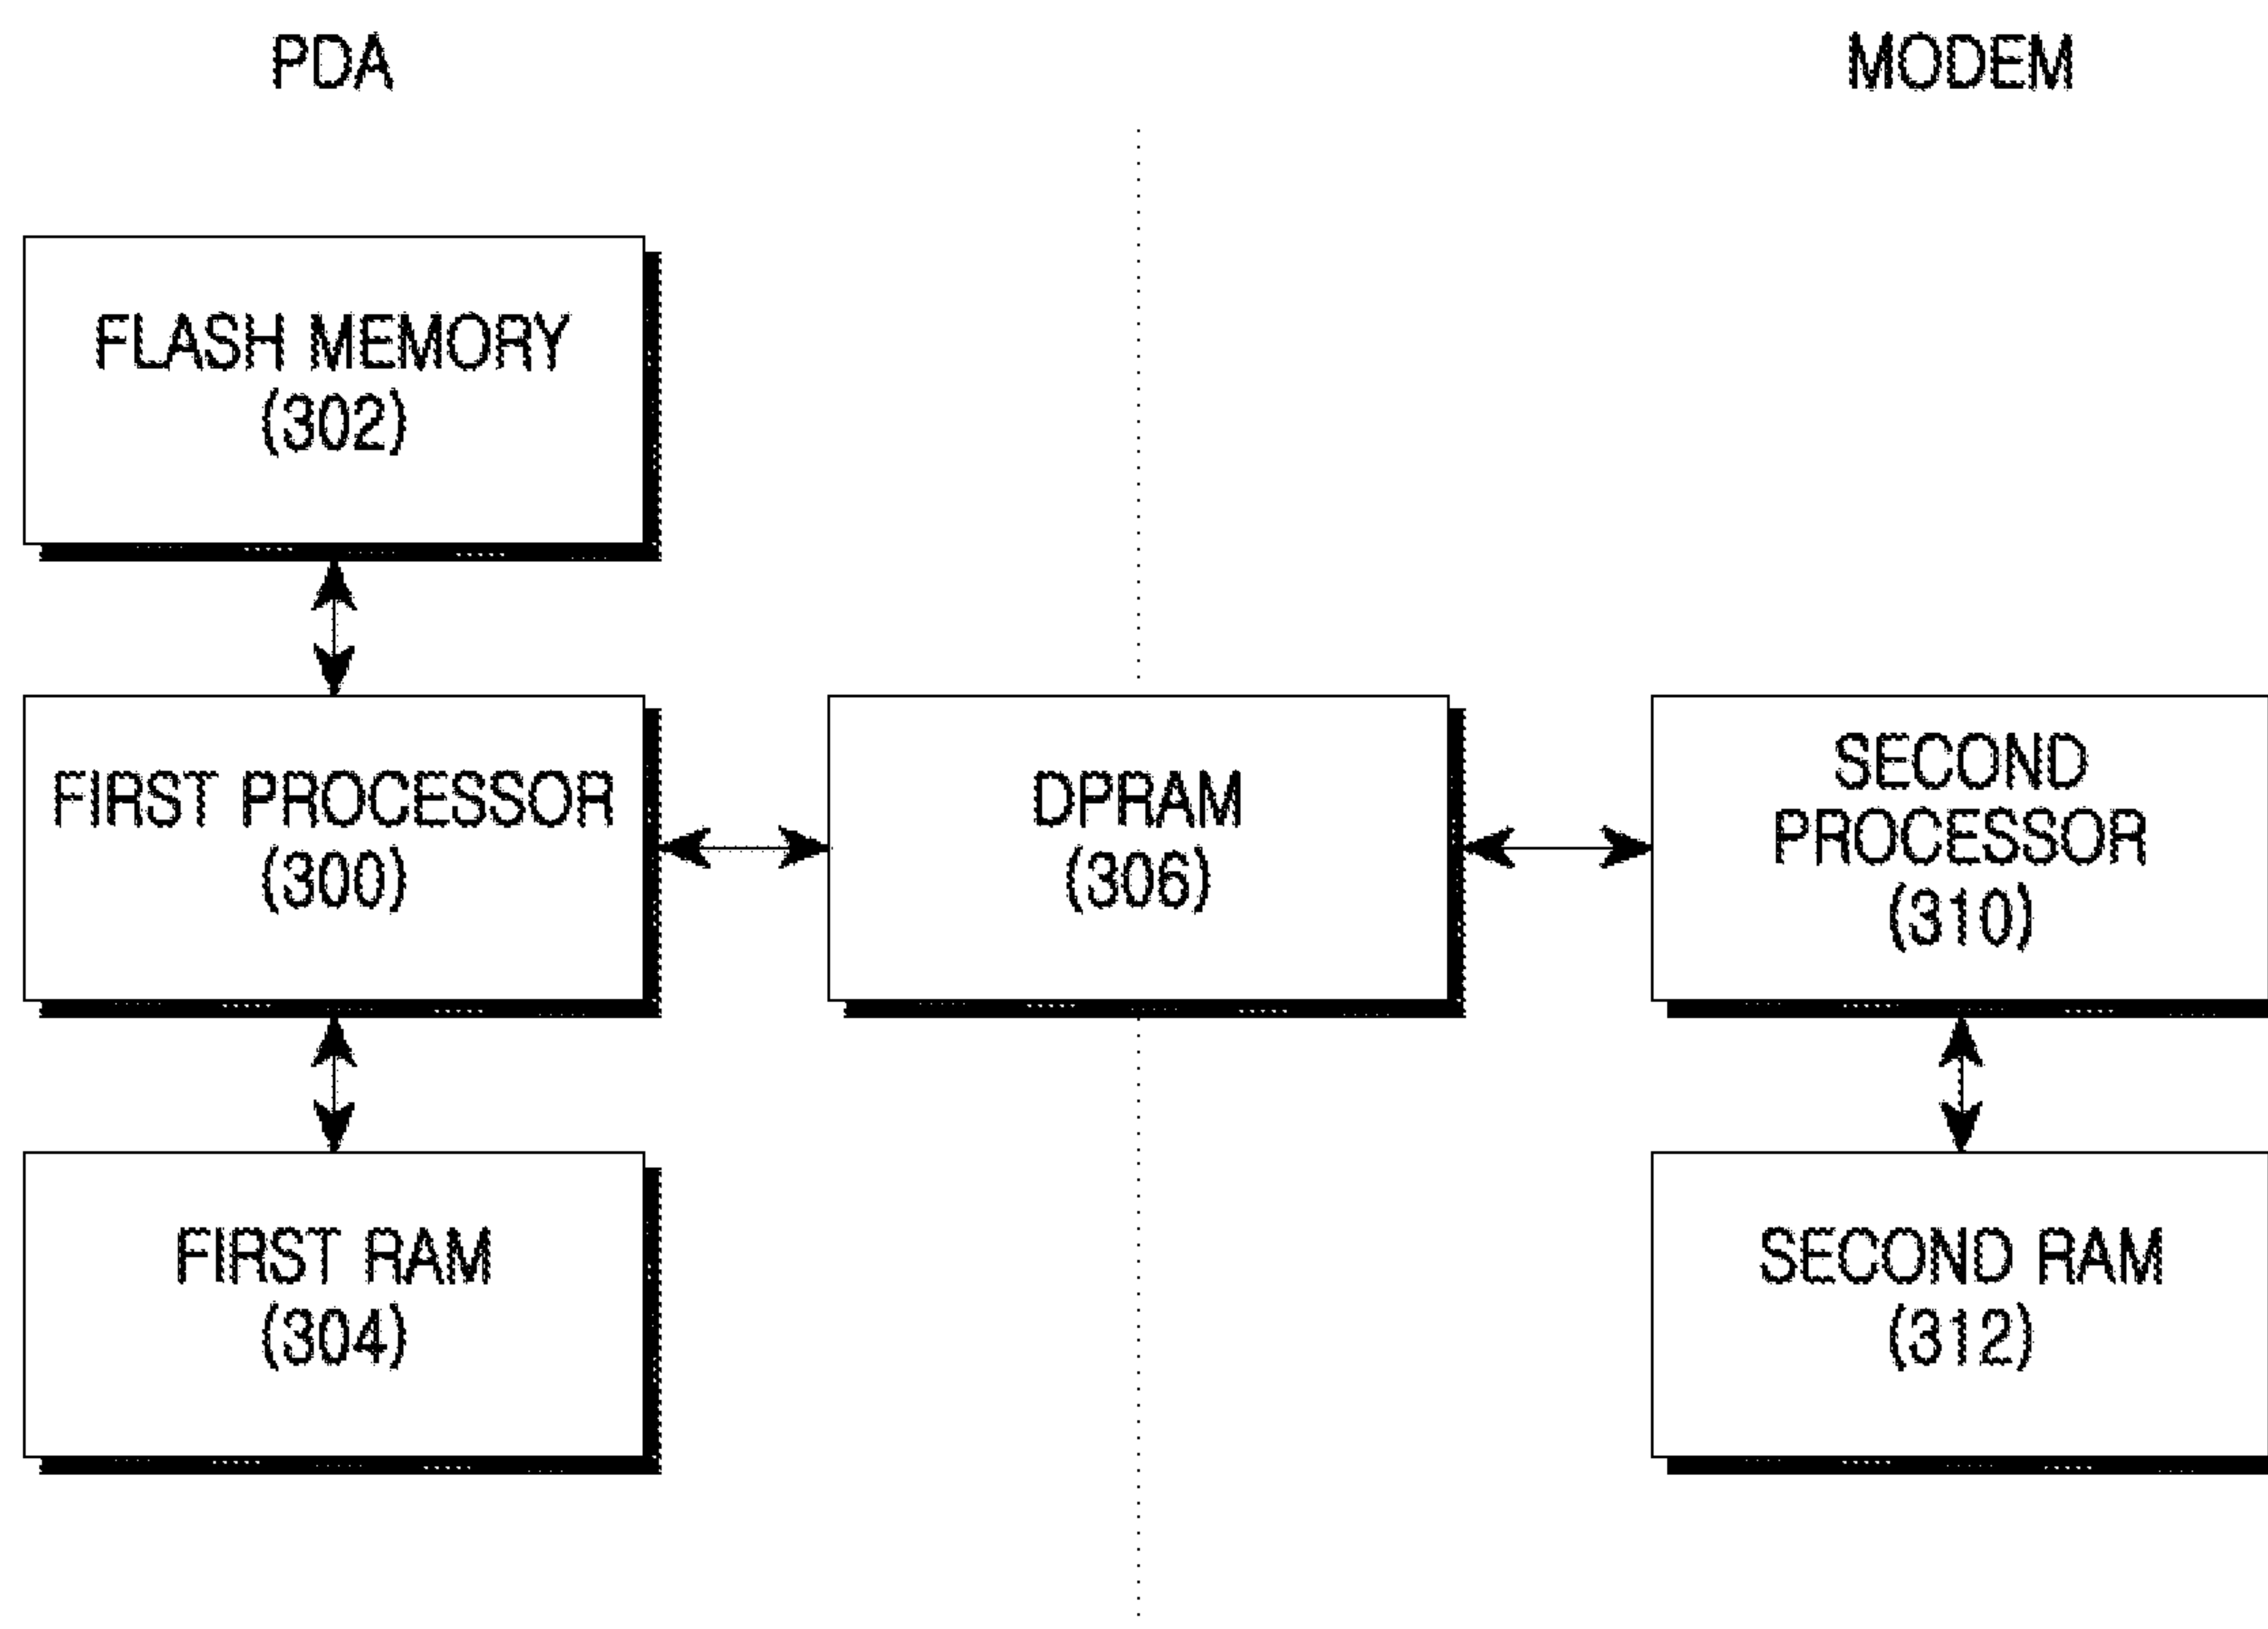 PDA
MODEM
FLASH MEMORY
(302)
FIRST PROCESSOR
(300)
DPRAM
(306)
SECOND
PROCESSOR
(310)
FIRST RAM
(304)
SECOND RAM
(312)